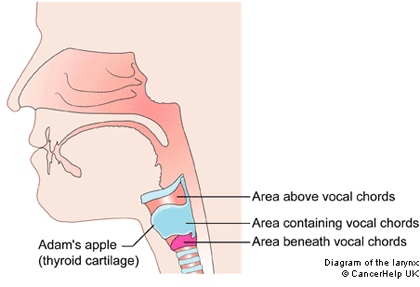 Area above vocal chords
Area containing vocal chords
Area beneath vocal chords
Adam's apple
(thyroid cartilage)
Diagram of the larynx
© CancerHelp UK